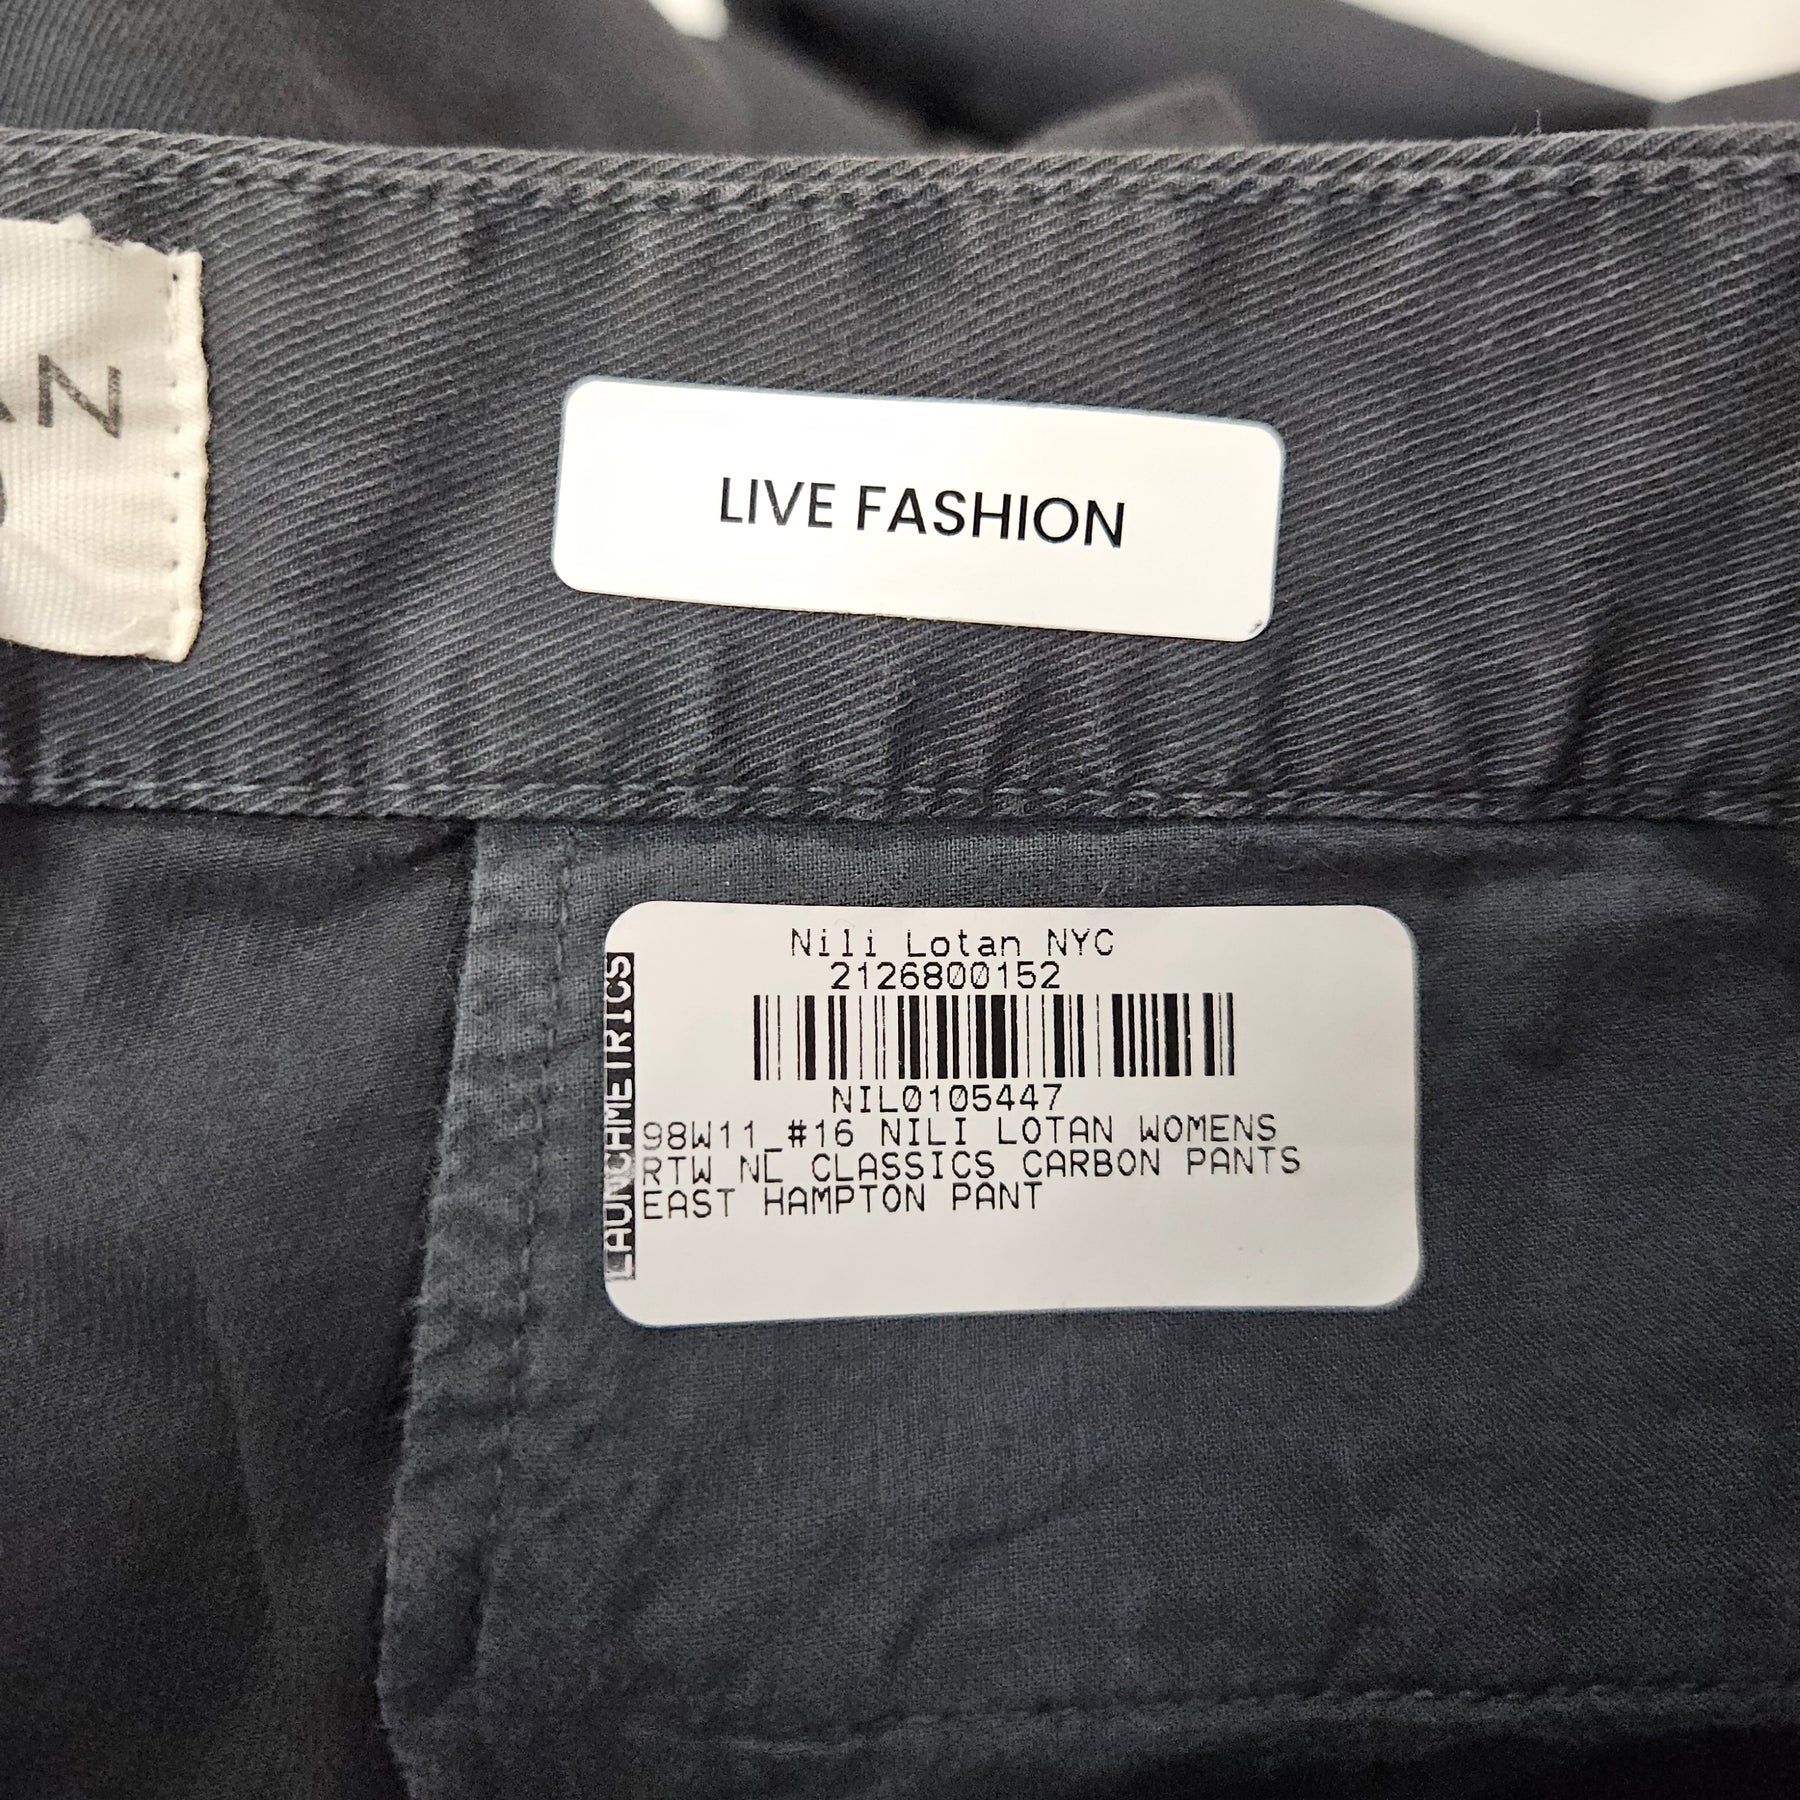 LIVE FASHION
Nili Lotan NYC
2126800152
NIL0105447
98W11_#16 NILI LOTAN WOMENS
RTW NL CLASSICS CARBON PANTS
EAST HAMPTON PANT
LAUNCHMETRICS